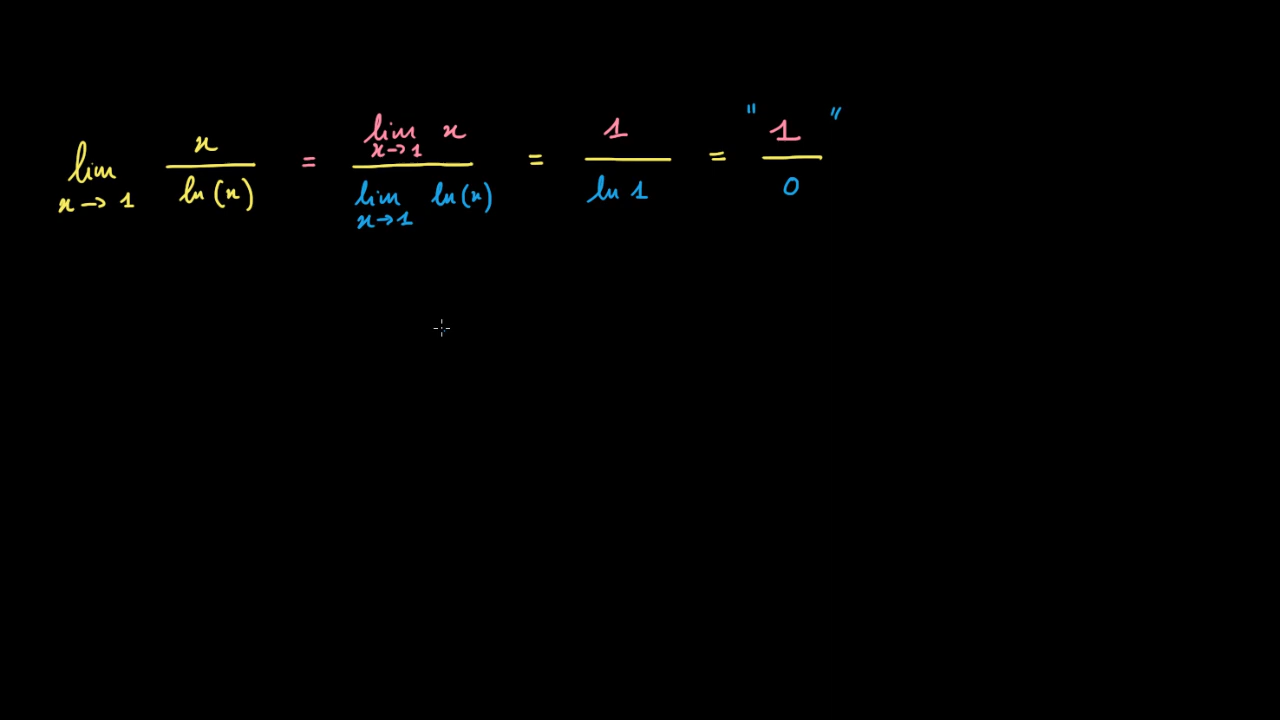 lim x→1 x / ln(x) = lim x→1 x / lim x→1 ln(x) = 1 / ln 1 = " 1 / 0 "